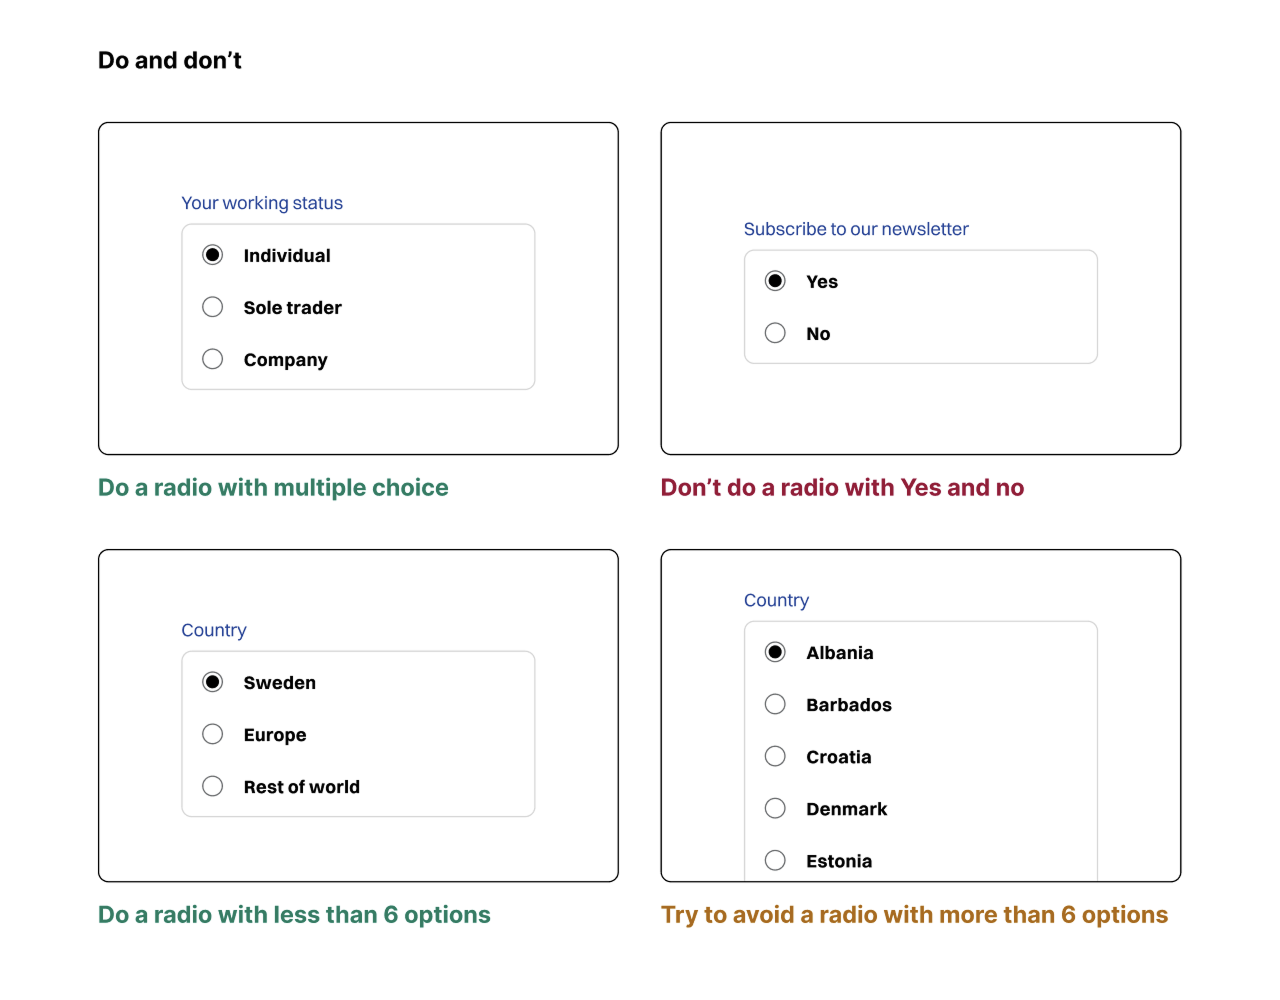 Do and don’t
Your working status
Individual
Sole trader
Company
Do a radio with multiple choice
Subscribe to our newsletter
Yes
No
Don’t do a radio with Yes and no
Country
Sweden
Europe
Rest of world
Do a radio with less than 6 options
Country
Albania
Barbados
Croatia
Denmark
Estonia
Try to avoid a radio with more than 6 options